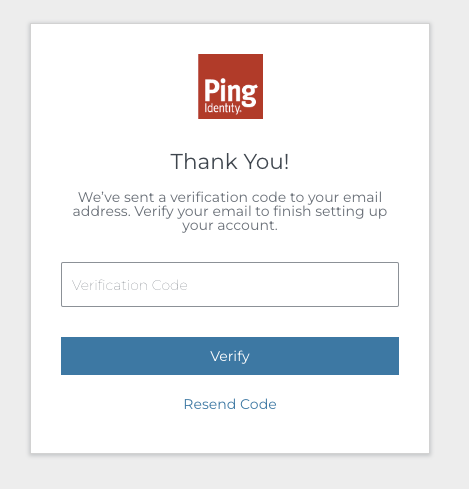 Ping
Identity.
Thank You!
We've sent a verification code to your email
address. Verify your email to finish setting up
your account.
Verification Code
Verify
Resend Code